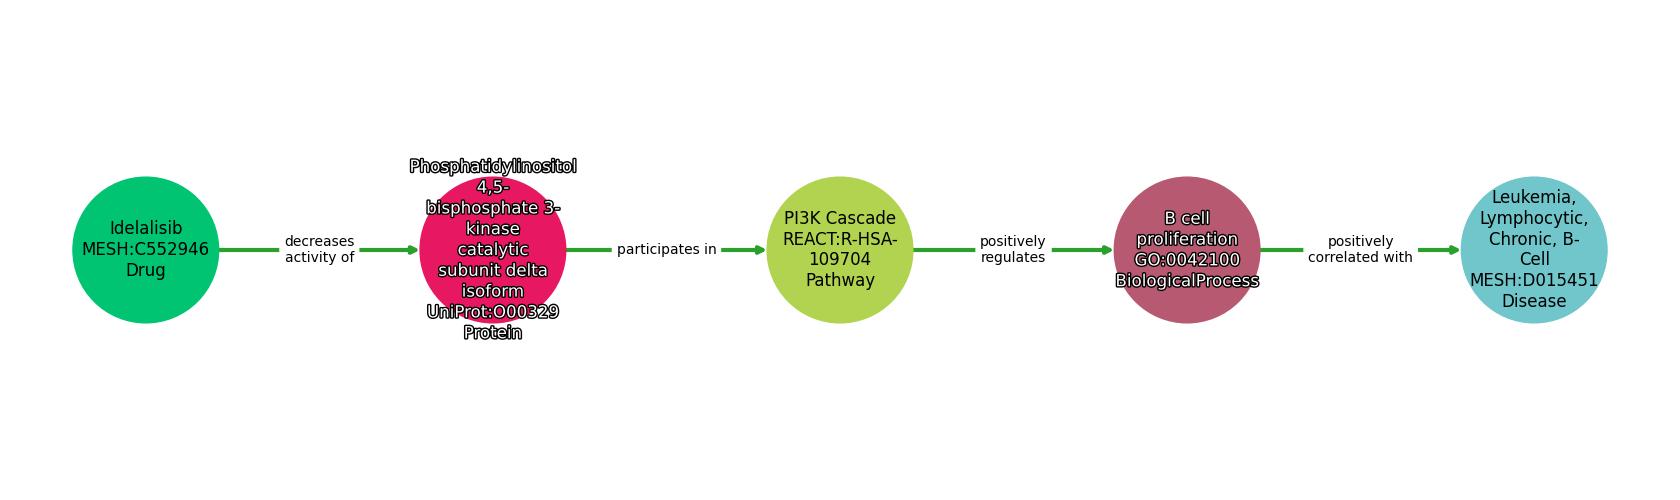 Idelalisib
MESH:C552946
Drug
decreases
activity of
Phosphatidylinositol
4,5-
bisphosphate 3-
kinase
catalytic
subunit delta
isoform
UniProt:O00329
Protein
participates in
PI3K Cascade
REACT:R-HSA-
109704
Pathway
positively
regulates
B cell
proliferation
GO:0042100
BiologicalProcess
positively
correlated with
Leukemia,
Lymphocytic,
Chronic, B-
Cell
MESH:D015451
Disease